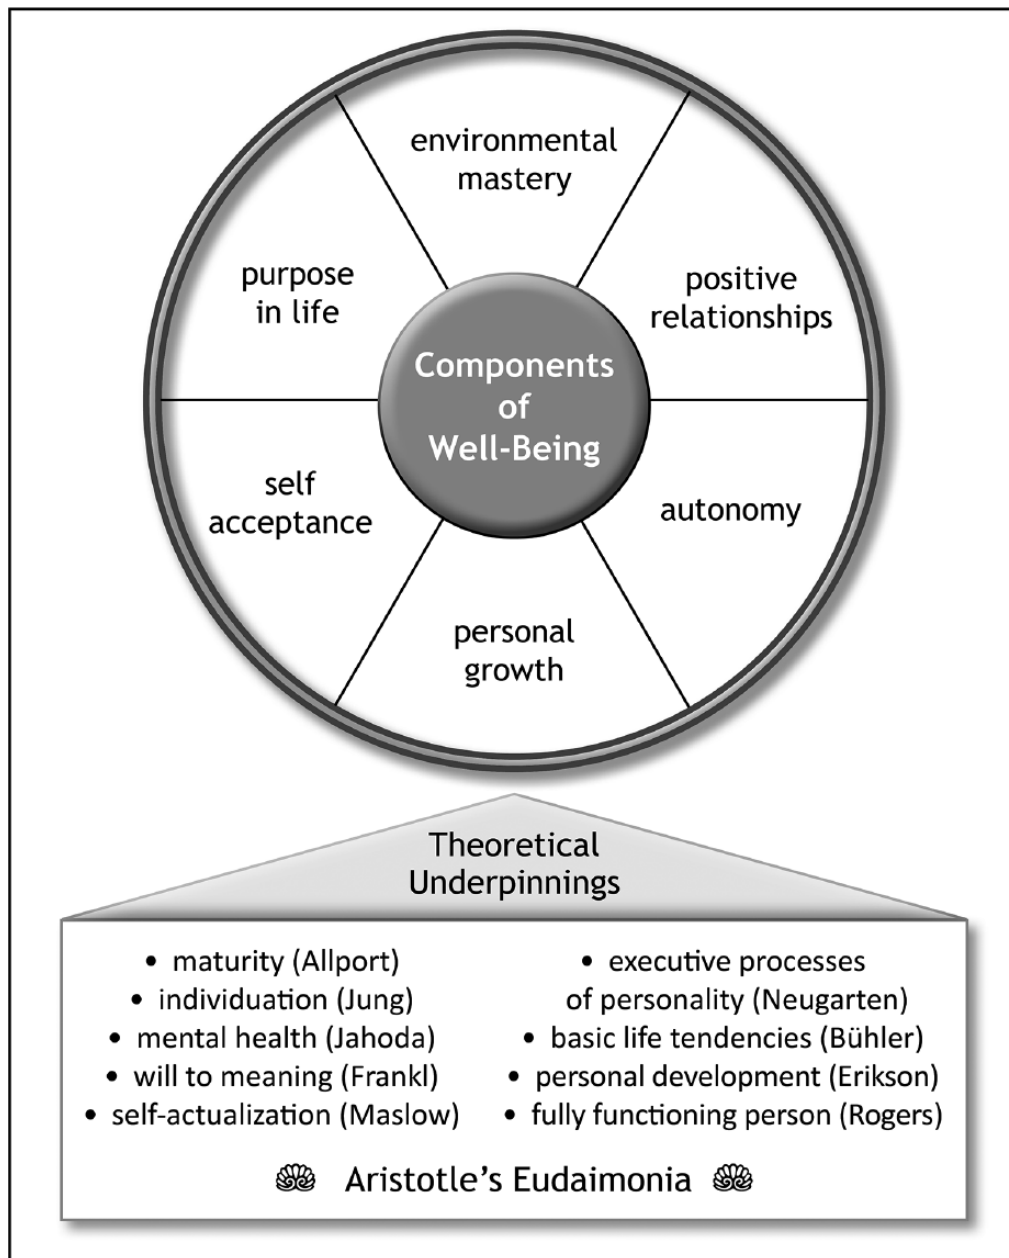 environmental
mastery
positive
relationships
autonomy
personal
growth
self
acceptance
purpose
in life
Components
of
Well-Being
Theoretical
Underpinnings
• maturity (Allport)
• individuation (Jung)
• mental health (Jahoda)
• will to meaning (Frankl)
• self-actualization (Maslow)
• executive processes
of personality (Neugarten)
• basic life tendencies (Bühler)
• personal development (Erikson)
• fully functioning person (Rogers)
Aristotle’s Eudaimonia